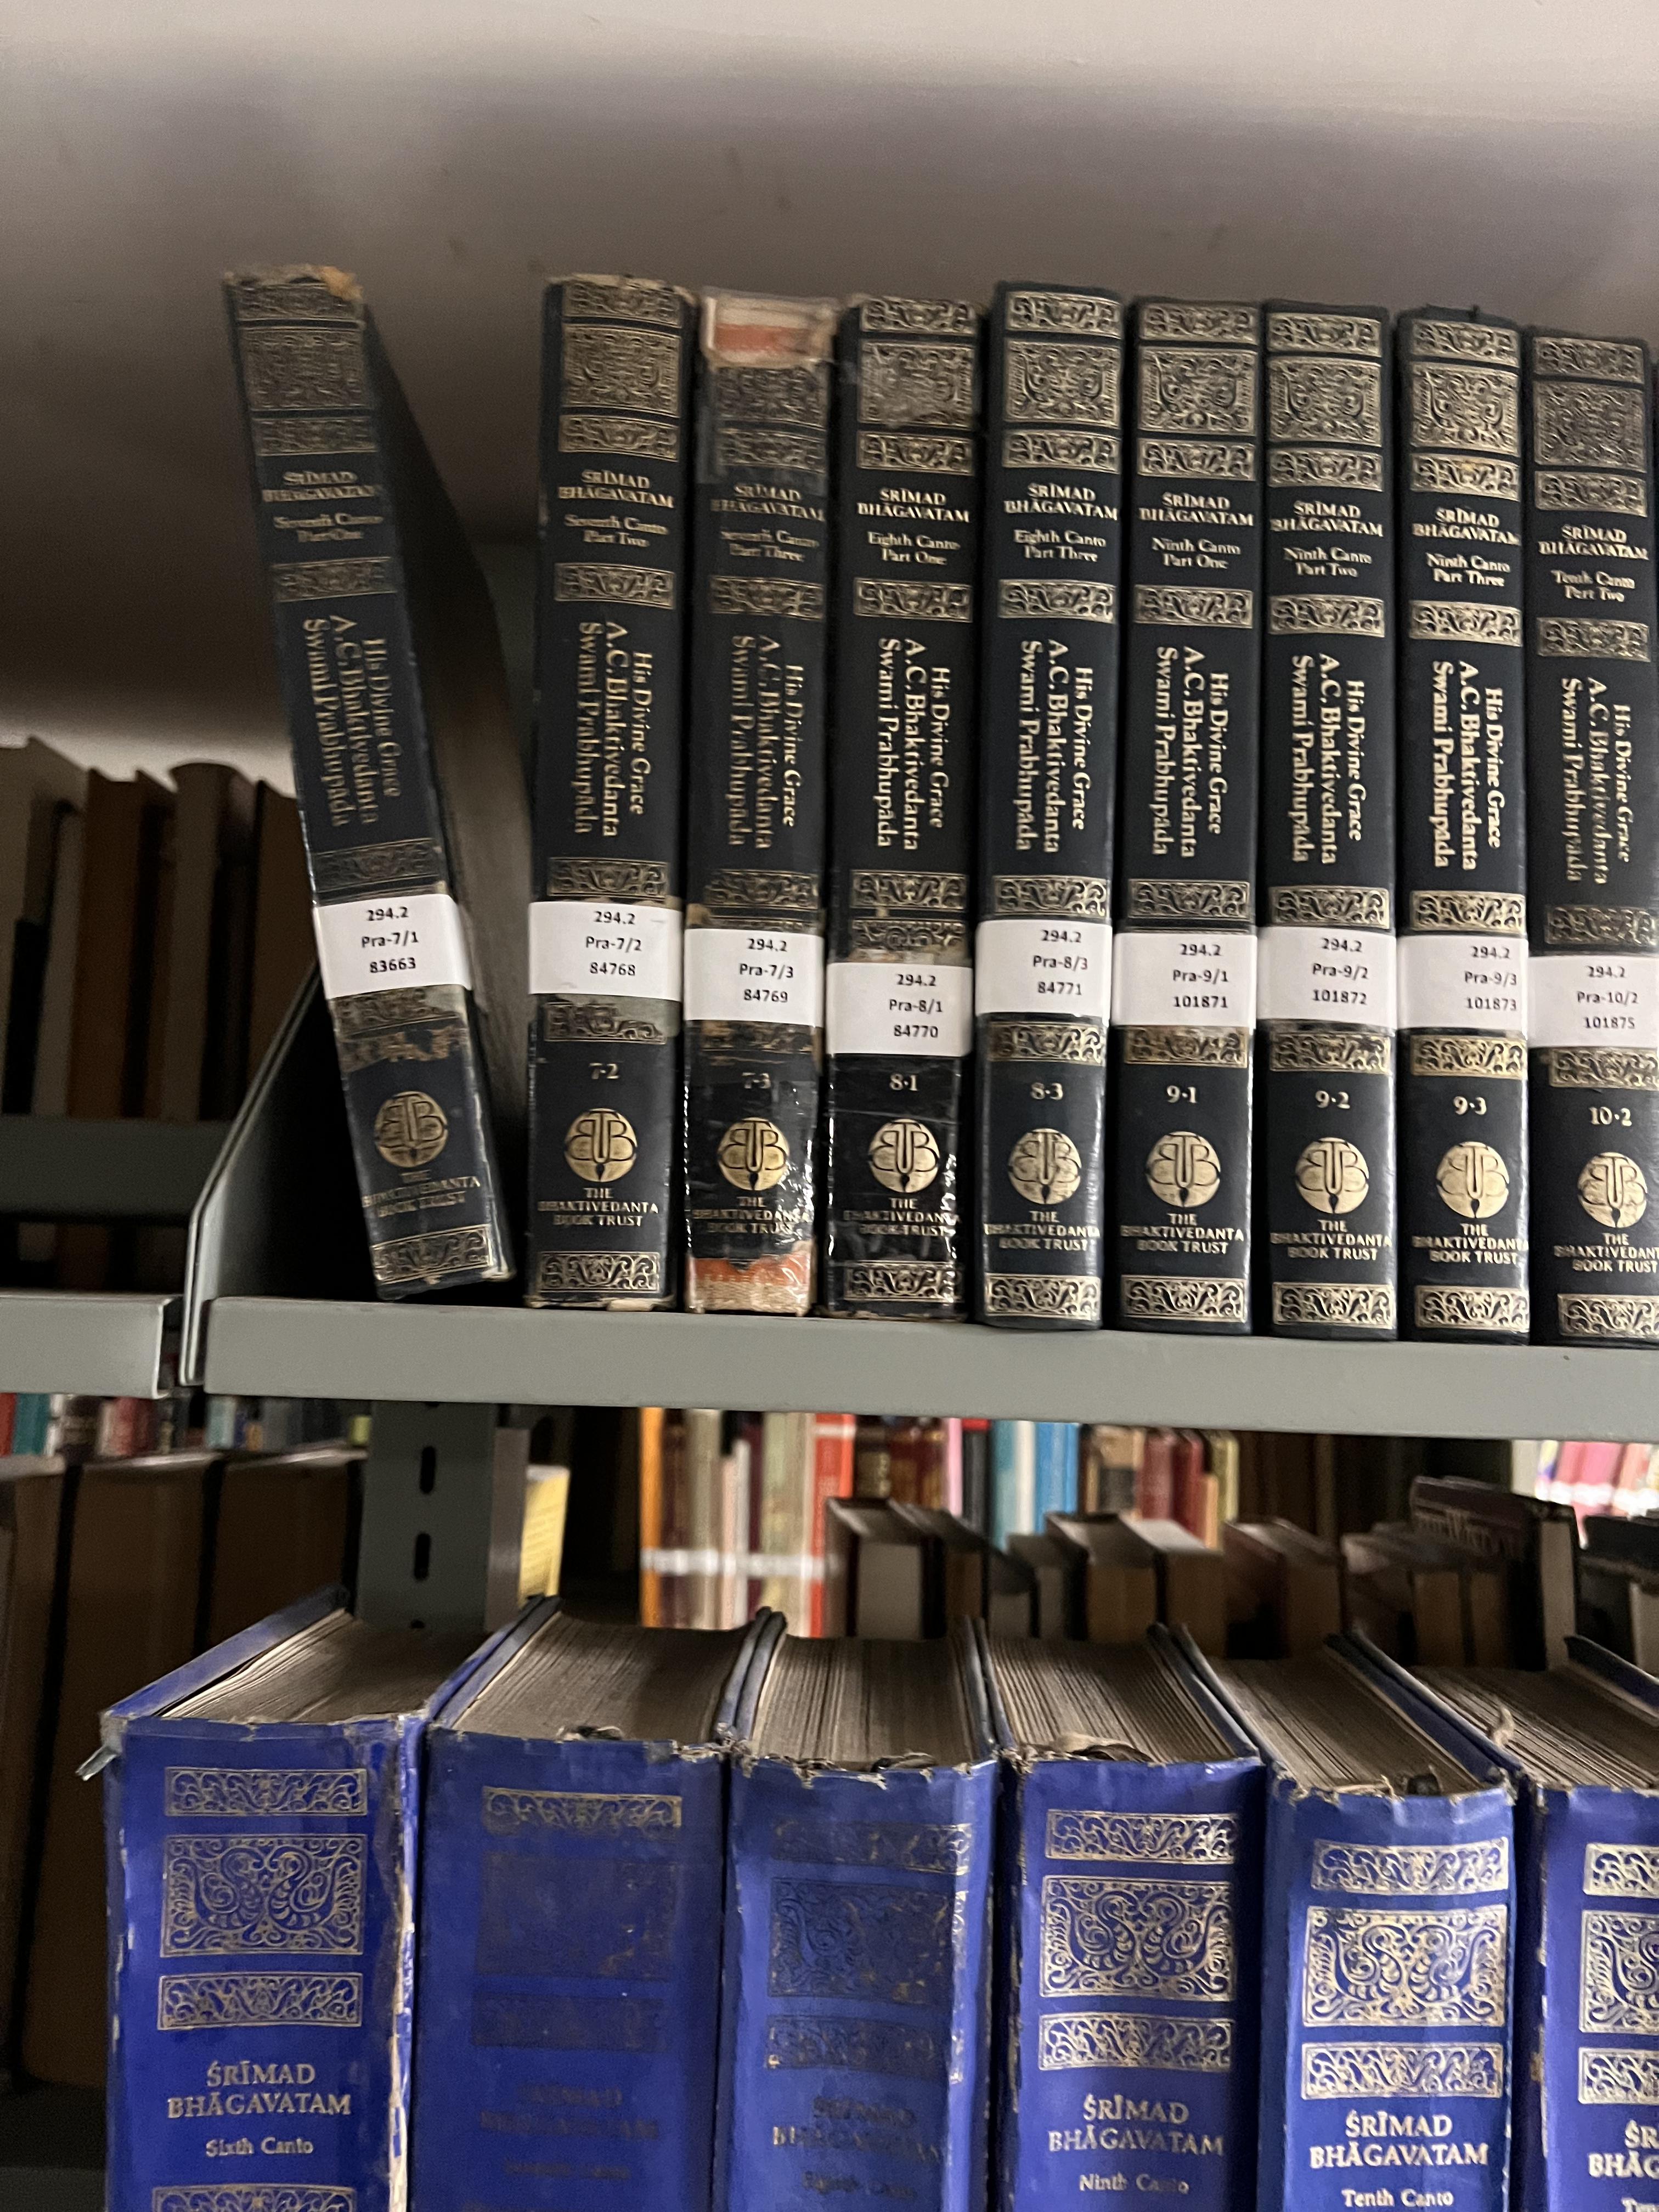 ŚRĪMAD
BHĀGAVATAM
Seventh Canto
Part One
His Divine Grace
A.C. Bhaktivedanta
Swami Prabhupāda
294.2
Pra-7/1
83663
THE
BHAKTIVEDANTA
BOOK TRUST
ŚRĪMAD
BHĀGAVATAM
Seventh Canto
Part Two
His Divine Grace
A.C. Bhaktivedanta
Swami Prabhupāda
294.2
Pra-7/2
84768
7·2
THE
BHAKTIVEDANTA
BOOK TRUST
ŚRĪMAD
BHĀGAVATAM
Seventh Canto
Part Three
His Divine Grace
A.C. Bhaktivedanta
Swami Prabhupāda
294.2
Pra-7/3
84769
7·3
THE
BHAKTIVEDANTA
BOOK TRUST
ŚRĪMAD
BHĀGAVATAM
Eighth Canto
Part One
His Divine Grace
A.C. Bhaktivedanta
Swami Prabhupāda
294.2
Pra-8/1
84770
8·1
THE
BHAKTIVEDANTA
BOOK TRUST
ŚRĪMAD
BHĀGAVATAM
Eighth Canto
Part Three
His Divine Grace
A.C. Bhaktivedanta
Swami Prabhupāda
294.2
Pra-8/3
84771
8·3
THE
BHAKTIVEDANTA
BOOK TRUST
ŚRĪMAD
BHĀGAVATAM
Ninth Canto
Part One
His Divine Grace
A.C. Bhaktivedanta
Swami Prabhupāda
294.2
Pra-9/1
101871
9·1
THE
BHAKTIVEDANTA
BOOK TRUST
ŚRĪMAD
BHĀGAVATAM
Ninth Canto
Part Two
His Divine Grace
A.C. Bhaktivedanta
Swami Prabhupāda
294.2
Pra-9/2
101872
9·2
THE
BHAKTIVEDANTA
BOOK TRUST
ŚRĪMAD
BHĀGAVATAM
Ninth Canto
Part Three
His Divine Grace
A.C. Bhaktivedanta
Swami Prabhupāda
294.2
Pra-9/3
101873
9·3
THE
BHAKTIVEDANTA
BOOK TRUST
ŚRĪMAD
BHĀGAVATAM
Tenth Canto
Part Two
His Divine Grace
A.C. Bhaktivedanta
Swami Prabhupāda
294.2
Pra-10/2
101875
10·2
THE
BHAKTIVEDANT
BOOK TRUST
ŚRĪMAD
BHĀGAVATAM
Sixth Canto
ŚRĪMAD
BHĀGAVATAM
Ninth Canto
ŚRĪMAD
BHĀGAVATAM
Tenth Canto